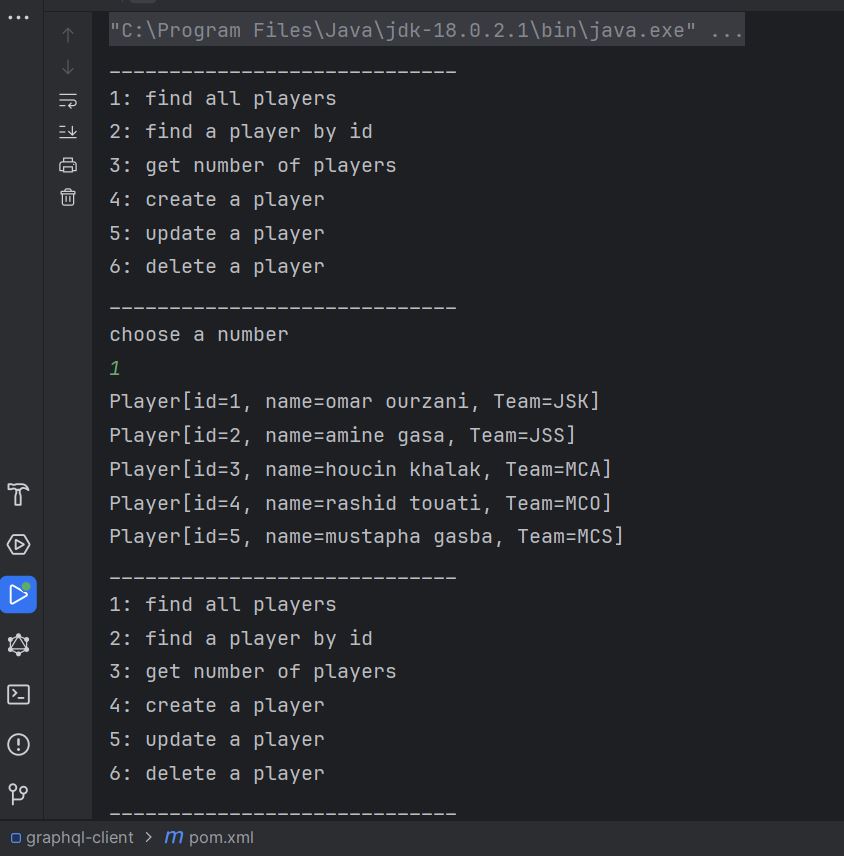 "C:\Program Files\Java\jdk-18.0.2.1\bin\java.exe" ...
_____________________________
1: find all players
2: find a player by id
3: get number of players
4: create a player
5: update a player
6: delete a player
_____________________________
choose a number
1
Player[id=1, name=omar ourzani, Team=JSK]
Player[id=2, name=amine gasa, Team=JSS]
Player[id=3, name=houcin khalak, Team=MCA]
Player[id=4, name=rashid touati, Team=MCO]
Player[id=5, name=mustapha gasba, Team=MCS]
_____________________________
1: find all players
2: find a player by id
3: get number of players
4: create a player
5: update a player
6: delete a player
_____________________________
graphql-client > m pom.xml